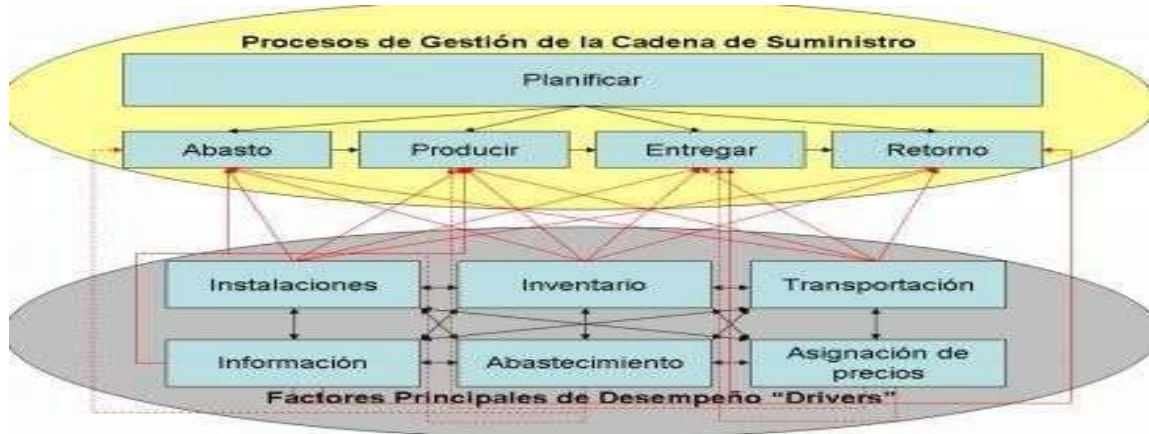 Procesos de Gestión de la Cadena de Suministro
Planificar
Abasto
Producir
Entregar
Retorno
Instalaciones
Inventario
Transportación
Información
Abastecimiento
Asignación de
precios
Factores Principales de Desempeño “Drivers”